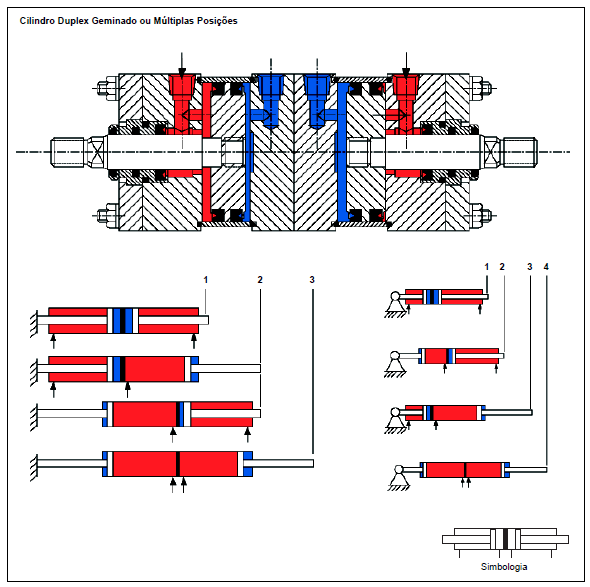 Cilindro Duplex Geminado ou Múltiplas Posições
1 2 3
1 2 3 4
Simbologia